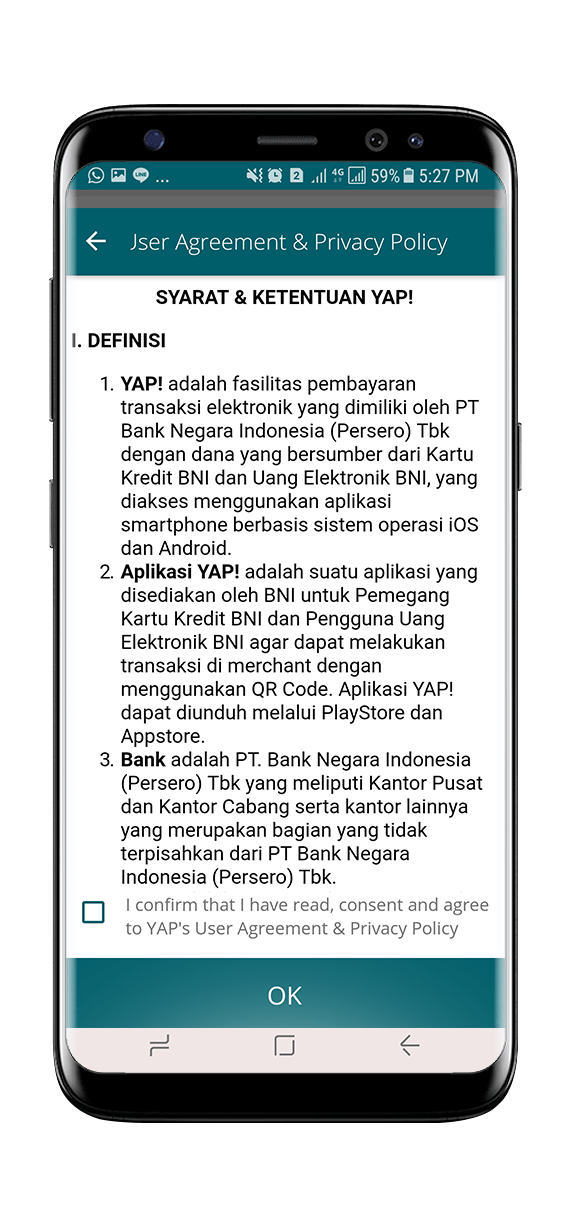 LINE ... 2 4G 59% 5:27 PM
User Agreement & Privacy Policy
SYARAT & KETENTUAN YAP!
I. DEFINISI
1. YAP! adalah fasilitas pembayaran
transaksi elektronik yang dimiliki oleh PT
Bank Negara Indonesia (Persero) Tbk
dengan dana yang bersumber dari Kartu
Kredit BNI dan Uang Elektronik BNI, yang
diakses menggunakan aplikasi
smartphone berbasis sistem operasi iOS
dan Android.
2. Aplikasi YAP! adalah suatu aplikasi yang
disediakan oleh BNI untuk Pemegang
Kartu Kredit BNI dan Pengguna Uang
Elektronik BNI agar dapat melakukan
transaksi di merchant dengan
menggunakan QR Code. Aplikasi YAP!
dapat diunduh melalui PlayStore dan
Appstore.
3. Bank adalah PT. Bank Negara Indonesia
(Persero) Tbk yang meliputi Kantor Pusat
dan Kantor Cabang serta kantor lainnya
yang merupakan bagian yang tidak
terpisahkan dari PT Bank Negara
Indonesia (Persero) Tbk.
I confirm that I have read, consent and agree
to YAP's User Agreement & Privacy Policy
OK